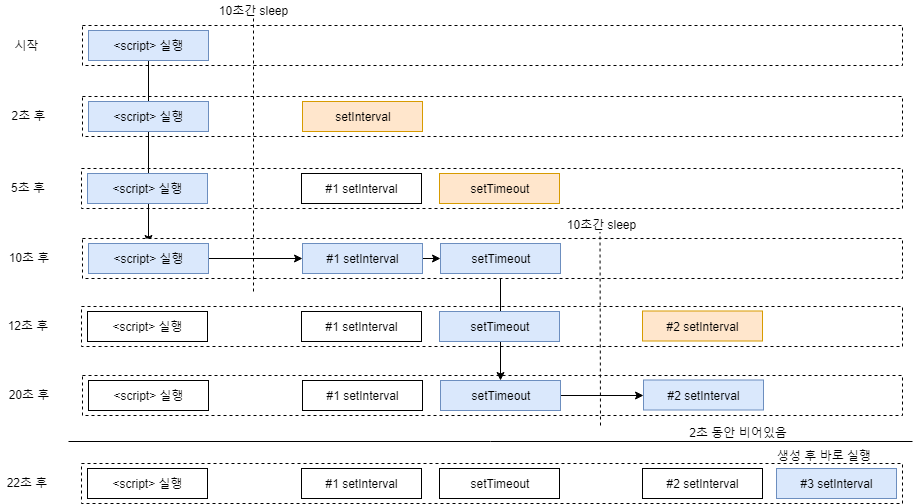 10초간 sleep
시작
<script> 실행
2초 후
<script> 실행
setInterval
5초 후
<script> 실행
#1 setInterval
setTimeout
10초간 sleep
10초 후
<script> 실행
#1 setInterval
setTimeout
12초 후
<script> 실행
#1 setInterval
setTimeout
#2 setInterval
20초 후
<script> 실행
#1 setInterval
setTimeout
#2 setInterval
2초 동안 비어있음
생성 후 바로 실행
22초 후
<script> 실행
#1 setInterval
setTimeout
#2 setInterval
#3 setInterval